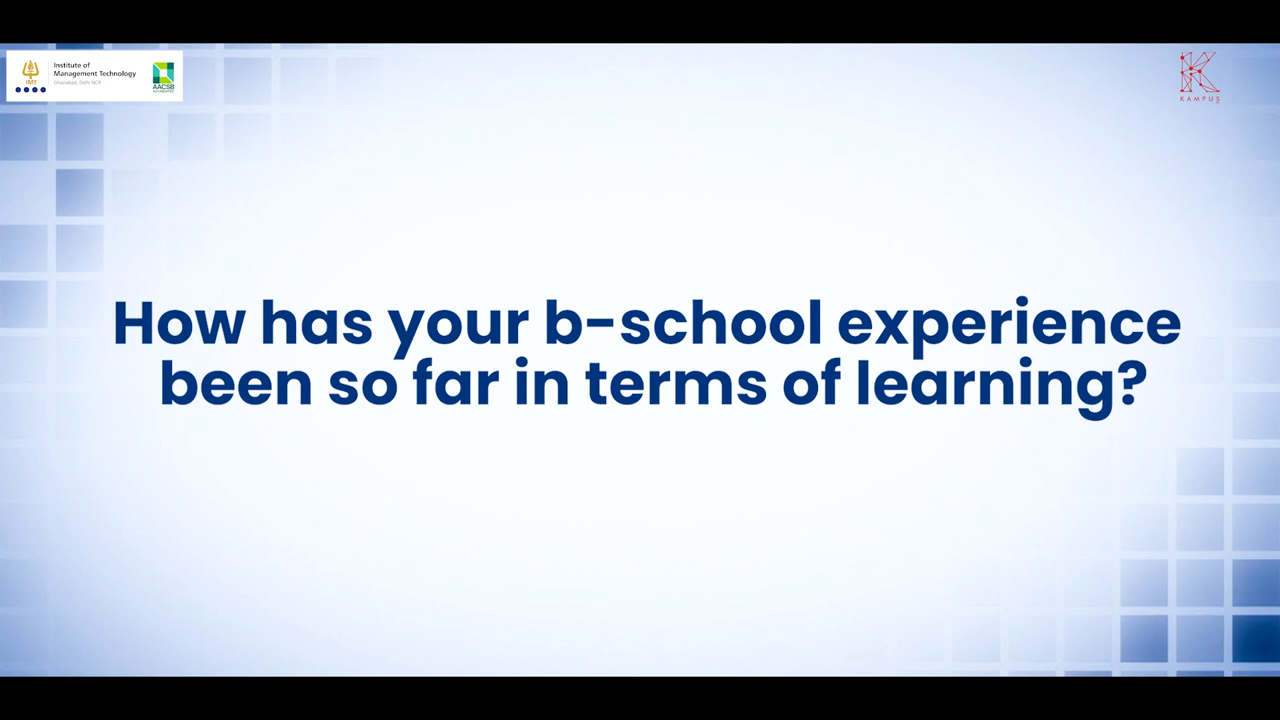 Institute of
Management Technology
Ghaziabad, Delhi NCR
IMT
AACSB
ACCREDITED
KAMPUS
How has your b-school experience
been so far in terms of learning?